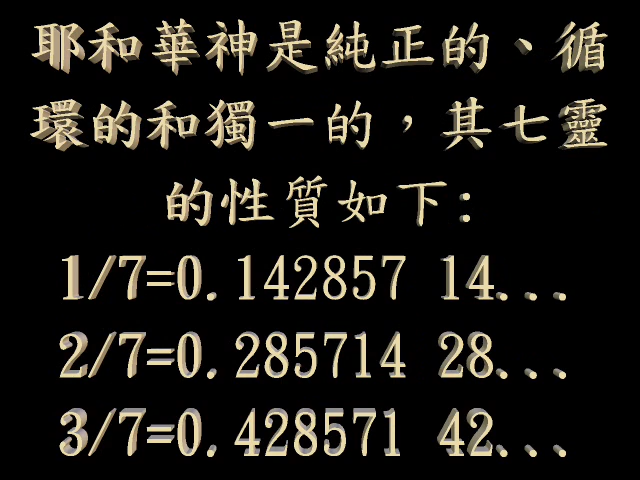 耶和華神是純正的、循
環的和獨一的，其七靈
的性質如下:
1/7=0.142857 14...
2/7=0.285714 28...
3/7=0.428571 42...